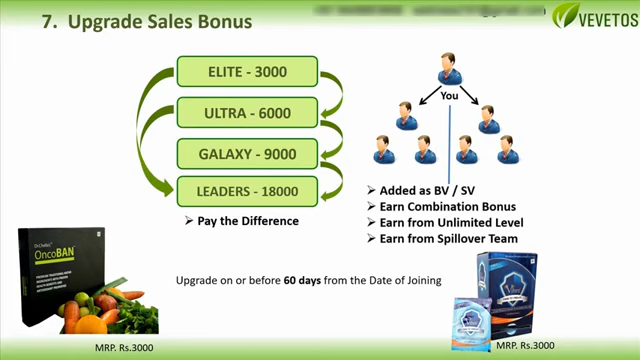 7. Upgrade Sales Bonus
VEVETOS
ELITE - 3000
ULTRA - 6000
GALAXY - 9000
LEADERS - 18000
➢ Pay the Difference
You
➢ Added as BV / SV
➢ Earn Combination Bonus
➢ Earn from Unlimited Level
➢ Earn from Spillover Team
OncoBAN
Upgrade on or before 60 days from the Date of Joining
MRP. Rs.3000
MRP. Rs.3000